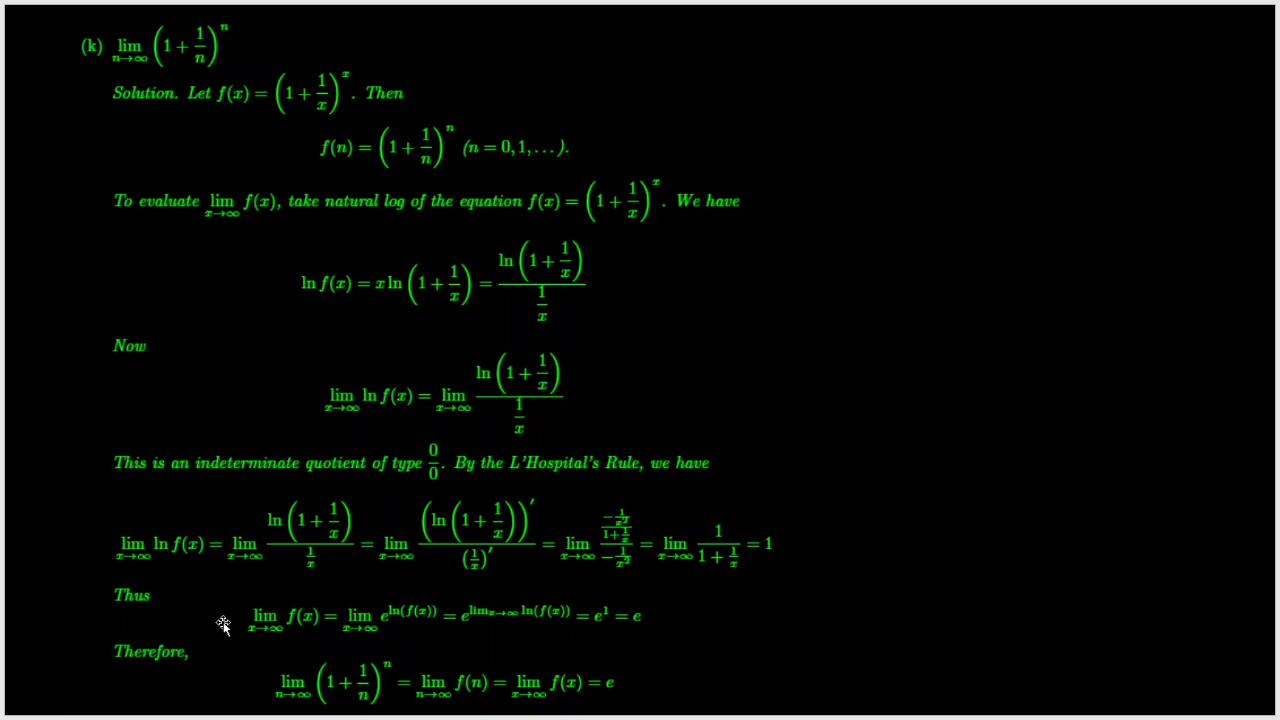 (k) lim_{n→∞} (1 + 1/n)^n
Solution. Let f(x) = (1 + 1/x)^x. Then
f(n) = (1 + 1/n)^n (n = 0, 1, . . . ).
To evaluate lim_{x→∞} f(x), take natural log of the equation f(x) = (1 + 1/x)^x. We have
ln f(x) = x ln (1 + 1/x) = ln (1 + 1/x) / (1/x)
Now
lim_{x→∞} ln f(x) = lim_{x→∞} ln (1 + 1/x) / (1/x)
This is an indeterminate quotient of type 0/0. By the L'Hospital's Rule, we have
lim_{x→∞} ln f(x) = lim_{x→∞} ln (1 + 1/x) / (1/x) = lim_{x→∞} (ln (1 + 1/x))′ / (1/x)′ = lim_{x→∞} ((−1/x^2) / (1 + 1/x)) / (−1/x^2) = lim_{x→∞} 1 / (1 + 1/x) = 1
Thus
lim_{x→∞} f(x) = lim_{x→∞} e^{ln(f(x))} = e^{lim_{x→∞} ln(f(x))} = e^1 = e
Therefore,
lim_{n→∞} (1 + 1/n)^n = lim_{n→∞} f(n) = lim_{x→∞} f(x) = e